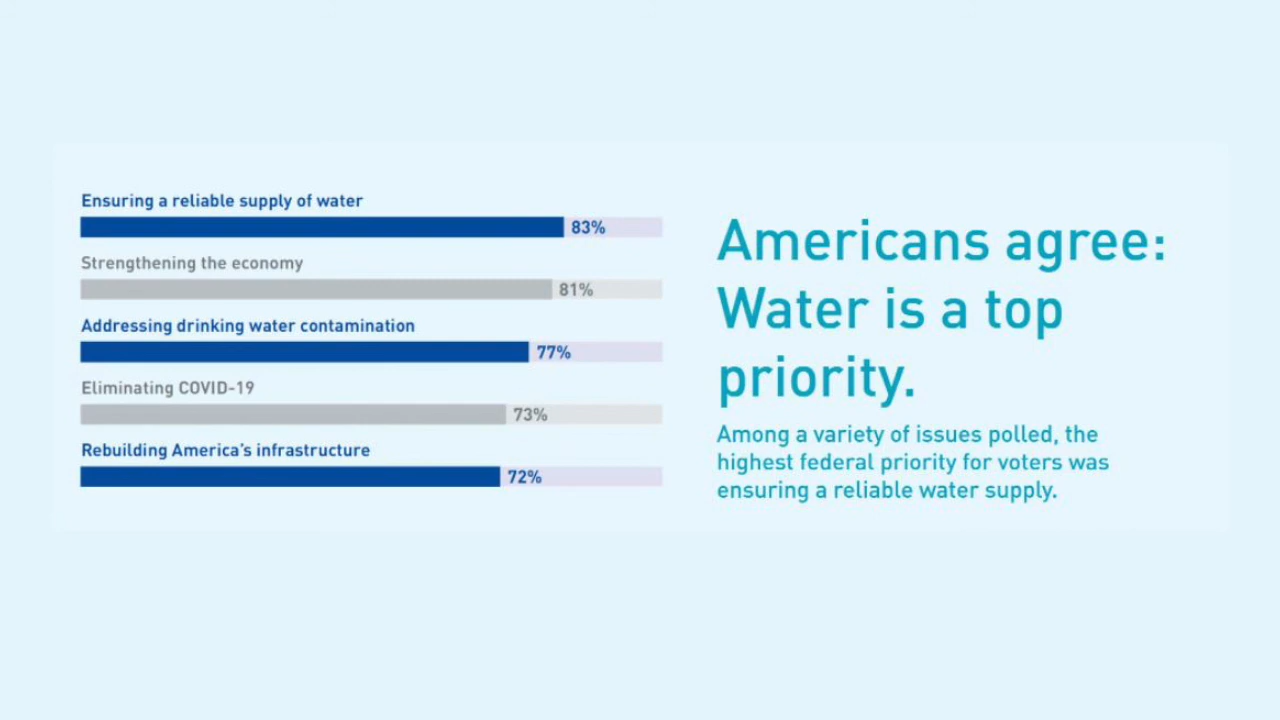 Ensuring a reliable supply of water
83%
Strengthening the economy
81%
Addressing drinking water contamination
77%
Eliminating COVID-19
73%
Rebuilding America's infrastructure
72%
Americans agree:
Water is a top
priority.
Among a variety of issues polled, the
highest federal priority for voters was
ensuring a reliable water supply.